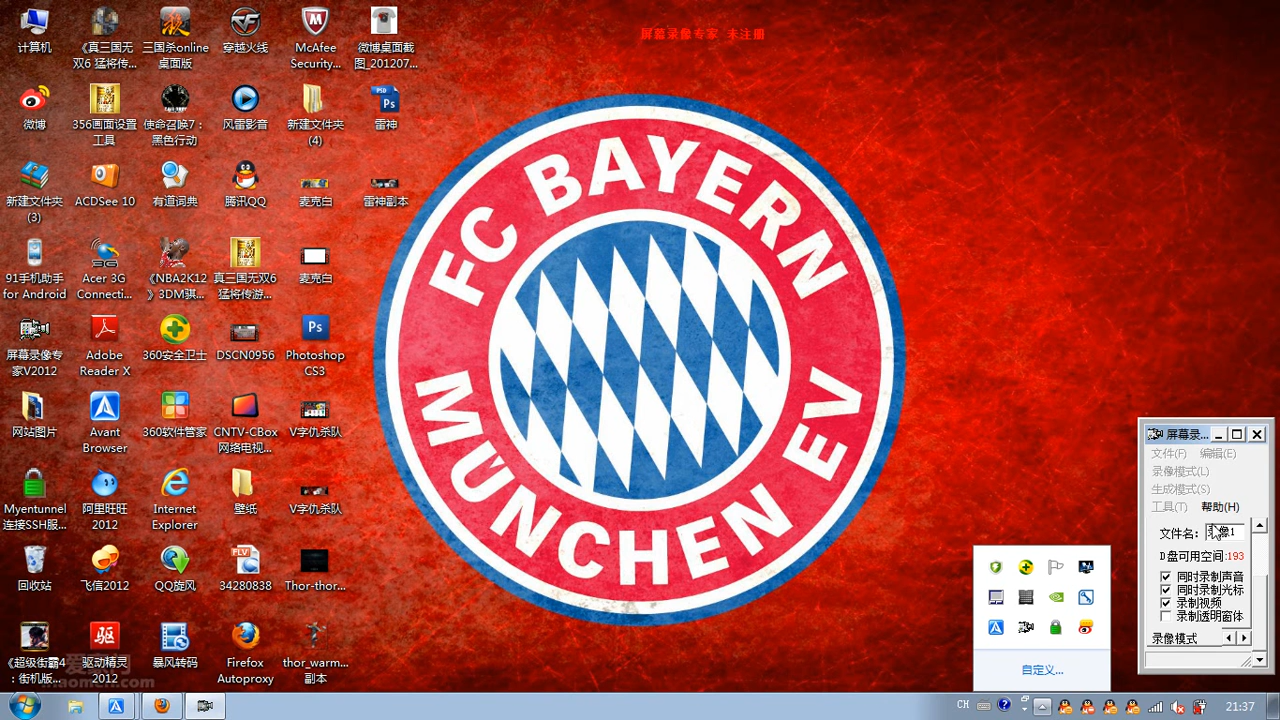 屏幕录像专家 未注册
计算机
《真三国无
双6 猛将传...
三国杀online
桌面版
穿越火线
McAfee
Security...
微博桌面截
图_201207...
微博
356画面设置
工具
使命召唤7：
黑色行动
风雷影音
新建文件夹
(4)
雷神
新建文件夹
(3)
ACDSee 10
有道词典
腾讯QQ
麦克白
雷神副本
91手机助手
for Android
Acer 3G
Connecti...
《NBA2K12
》3DM骐...
真三国无双6
猛将传游...
麦克白
屏幕录像专
家V2012
Adobe
Reader X
360安全卫士
DSCN0956
Photoshop
CS3
网站图片
Avant
Browser
360软件管家
CNTV-CBox
网络电视...
V字仇杀队
Myentunnel
连接SSH服...
阿里旺旺
2012
Internet
Explorer
壁纸
V字仇杀队
回收站
飞信2012
QQ旋风
34280838
Thor-thor...
《超级街霸4
：街机版...
驱动精灵
2012
暴风转码
Firefox
Autoproxy
thor_warm...
副本
FC BAYERN
MÜNCHEN EV
屏幕录...
文件(F) 编辑(E)
录像模式(L)
生成模式(S)
工具(T) 帮助(H)
文件名:
D盘可用空间:193
同时录制声音
同时录制光标
录制视频
录制透明窗体
录像模式
自定义...
CH
21:37